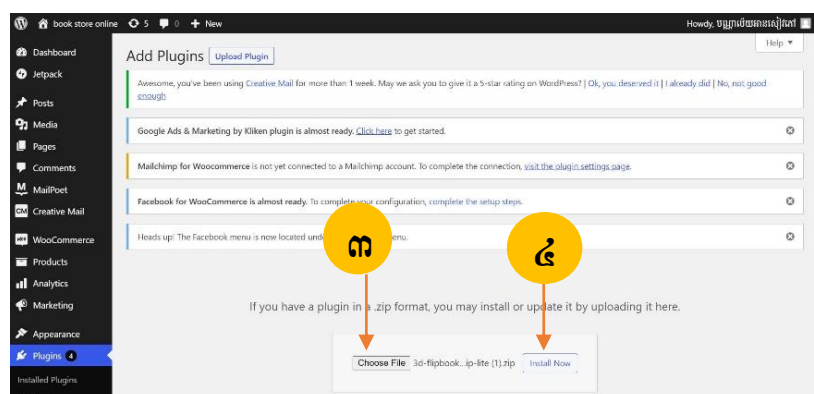 book store online 5 0 + New Howdy, បណ្ណាល័យអានសៀវភៅ
Help ▼
Dashboard
Jetpack
Posts
Media
Pages
Comments
MailPoet
Creative Mail
WooCommerce
Products
Analytics
Marketing
Appearance
Plugins 4
Installed Plugins
Add Plugins Upload Plugin
Awesome, you've been using Creative Mail for more than 1 week. May we ask you to give it a 5-star rating on WordPress? | Ok, you deserved it | I already did | No, not good
enough
Google Ads & Marketing by Kliken plugin is almost ready. Click here to get started.
Mailchimp for Woocommerce is not yet connected to a Mailchimp account. To complete the connection, visit the plugin settings page.
Facebook for WooCommerce is almost ready. To complete your configuration, complete the setup steps.
Heads up! The Facebook menu is now located und enu.
៣
៤
If you have a plugin in a .zip format, you may install or update it by uploading it here.
Choose File 3d-flipbook...ip-lite (1).zip Install Now